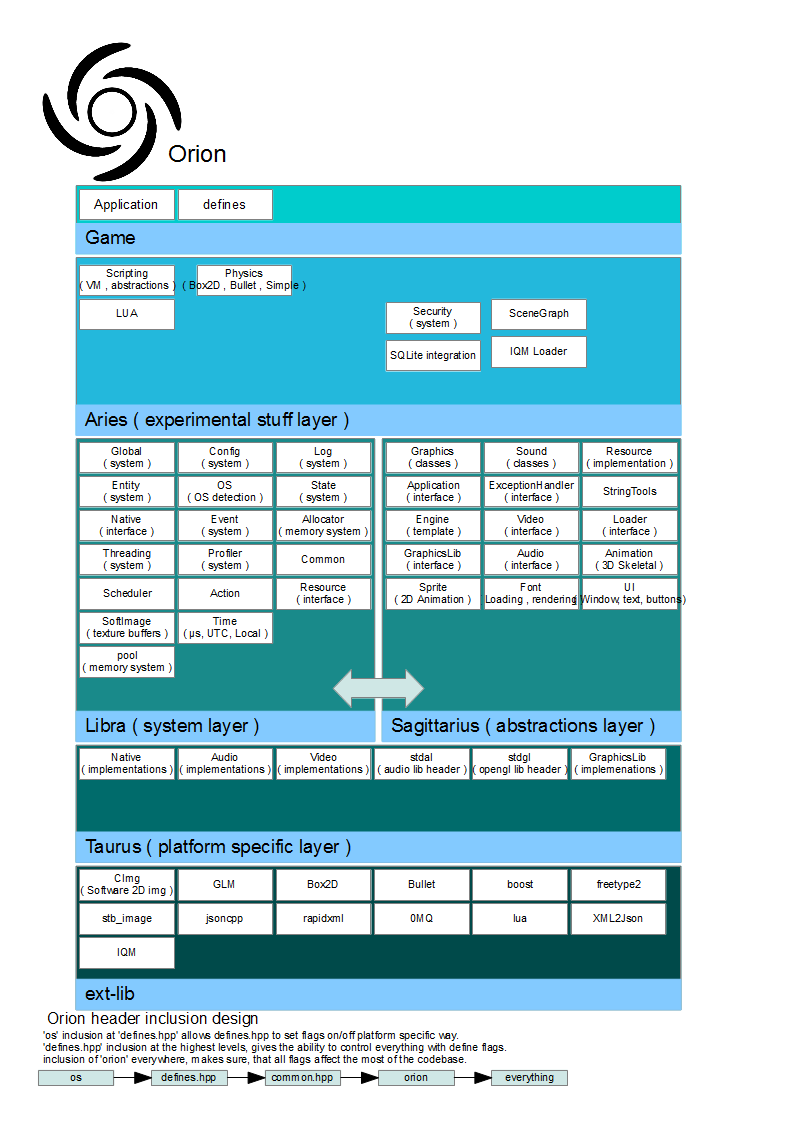 Orion
Application
defines
Game
Scripting
( VM , abstractions )
Physics
( Box2D , Bullet , Simple )
LUA
Security
( system )
SceneGraph
SQLite integration
IQM Loader
Aries ( experimental stuff layer )
Global
( system )
Config
( system )
Log
( system )
Entity
( system )
OS
( OS detection )
State
( system )
Native
( interface )
Event
( system )
Allocator
( memory system )
Threading
( system )
Profiler
( system )
Common
Scheduler
Action
Resource
( interface )
SoftImage
( texture buffers )
Time
( µs, UTC, Local )
pool
( memory system )
Libra ( system layer )
Graphics
( classes )
Sound
( classes )
Resource
( implementation )
Application
( interface )
ExceptionHandler
( interface )
StringTools
Engine
( template )
Video
( interface )
Loader
( interface )
GraphicsLib
( interface )
Audio
( interface )
Animation
( 3D Skeletal )
Sprite
( 2D Animation )
Font
( Loading , rendering )
UI
( Window, text, buttons )
Sagittarius ( abstractions layer )
Native
( implementations )
Audio
( implementations )
Video
( implementations )
stdal
( audio lib header )
stdgl
( opengl lib header )
GraphicsLib
( implemenations )
Taurus ( platform specific layer )
CImg
( Software 2D img )
GLM
Box2D
Bullet
boost
freetype2
stb_image
jsoncpp
rapidxml
0MQ
lua
XML2Json
IQM
ext-lib
Orion header inclusion design
'os' inclusion at 'defines.hpp' allows defines.hpp to set flags on/off platform specific way.
'defines.hpp' inclusion at the highest levels, gives the ability to control everything with define flags.
inclusion of 'orion' everywhere, makes sure, that all flags affect the most of the codebase.
os
defines.hpp
common.hpp
orion
everything